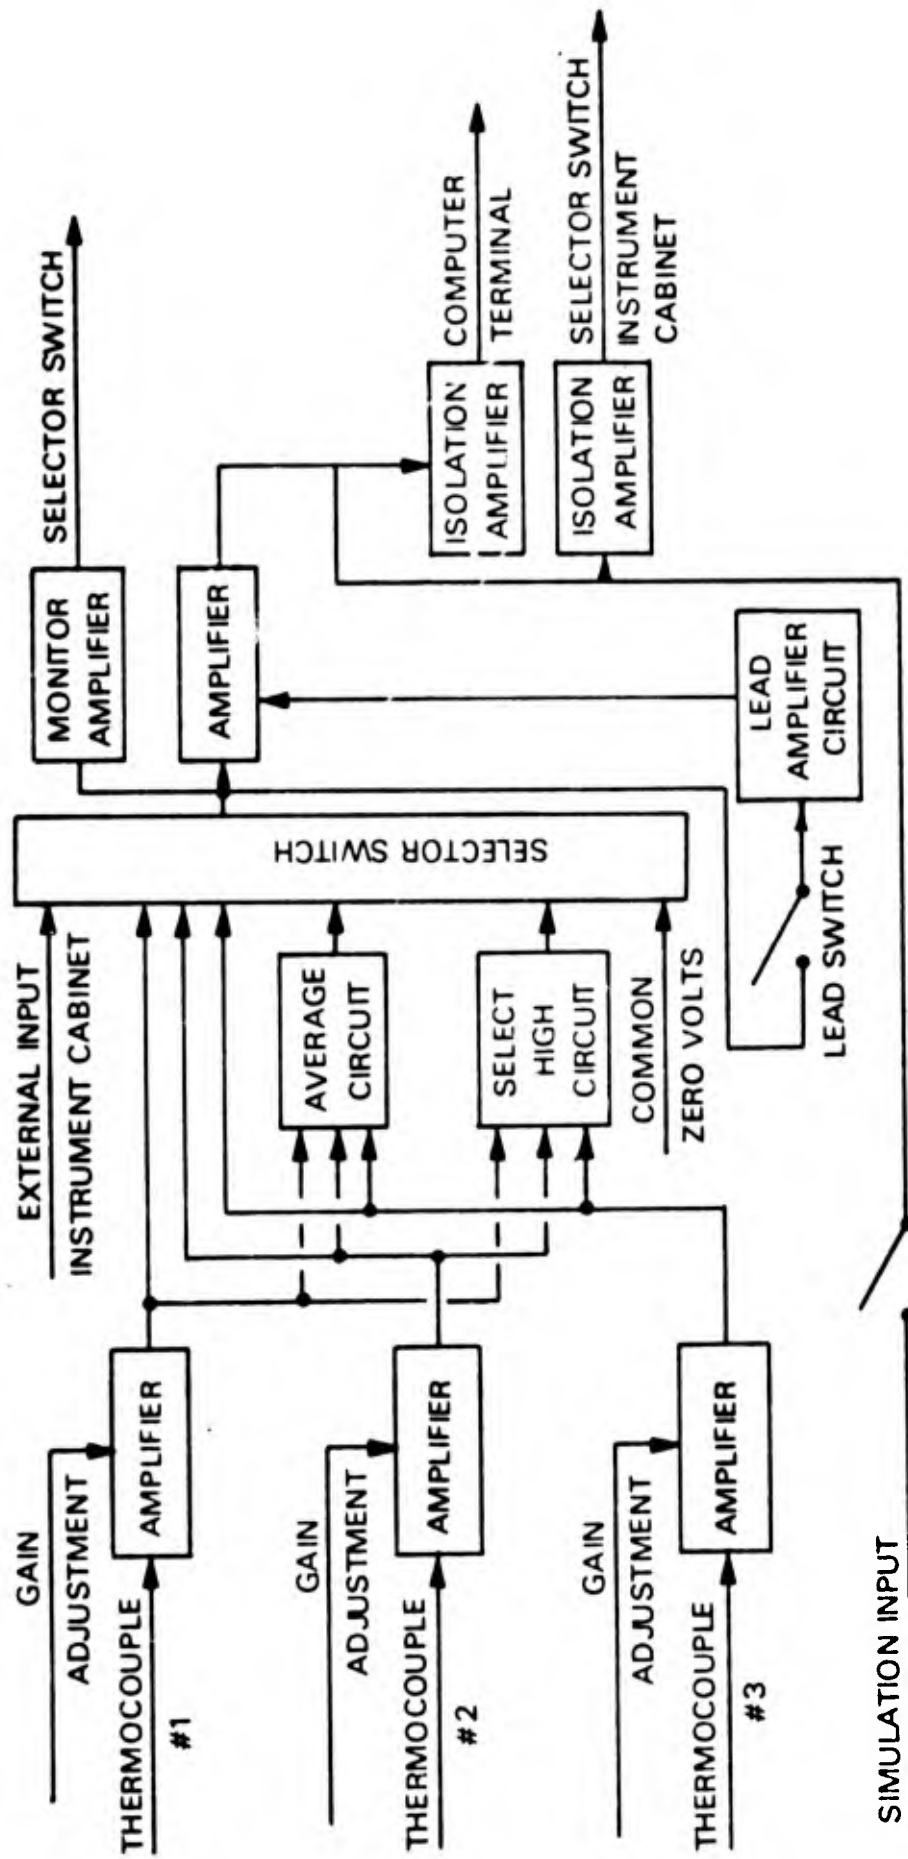 GAIN
ADJUSTMENT
THERMOCOUPLE
#1
AMPLIFIER
EXTERNAL INPUT
INSTRUMENT CABINET
GAIN
ADJUSTMENT
THERMOCOUPLE
#2
AMPLIFIER
GAIN
ADJUSTMENT
THERMOCOUPLE
#3
AMPLIFIER
AVERAGE
CIRCUIT
SELECT
HIGH
CIRCUIT
COMMON
ZERO VOLTS
SELECTOR SWITCH
MONITOR
AMPLIFIER
SELECTOR SWITCH
AMPLIFIER
ISOLATION
AMPLIFIER
COMPUTER
TERMINAL
ISOLATION
AMPLIFIER
SELECTOR SWITCH
INSTRUMENT
CABINET
LEAD
AMPLIFIER
CIRCUIT
LEAD SWITCH
SIMULATION INPUT